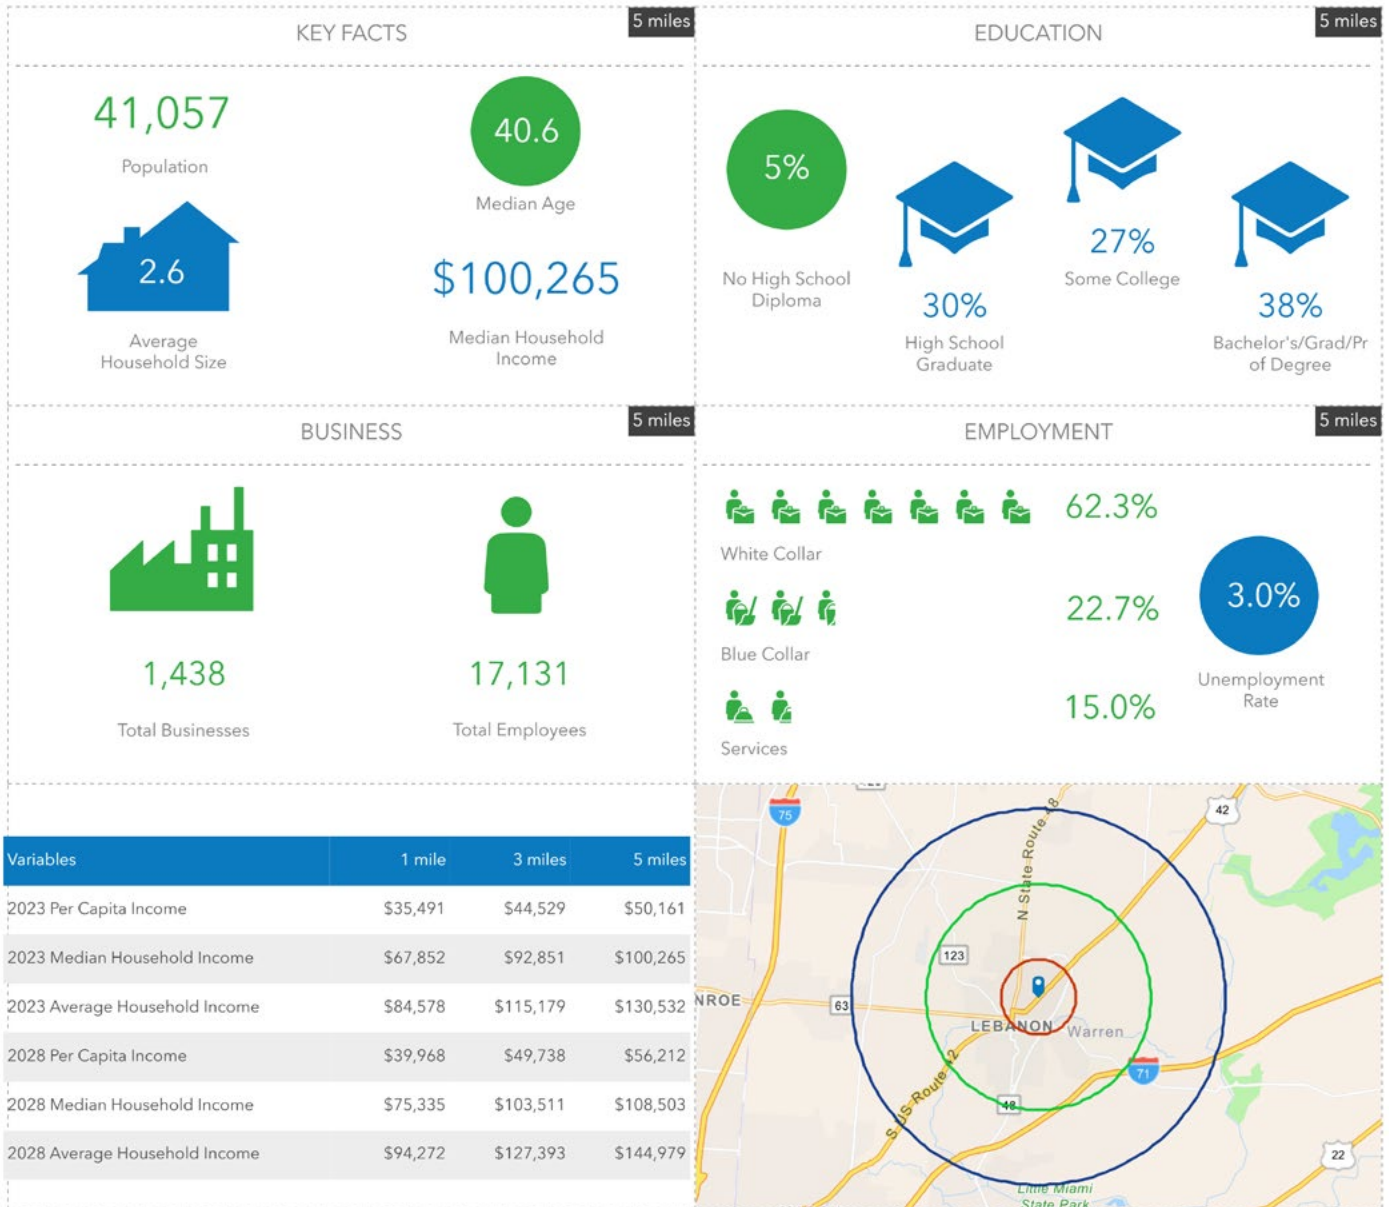 KEY FACTS
5 miles
41,057
Population
40.6
Median Age
2.6
Average
Household Size
$100,265
Median Household
Income
EDUCATION
5 miles
5%
No High School
Diploma
30%
High School
Graduate
27%
Some College
38%
Bachelor's/Grad/Pr
of Degree
BUSINESS
5 miles
1,438
Total Businesses
17,131
Total Employees
EMPLOYMENT
5 miles
62.3%
White Collar
22.7%
Blue Collar
15.0%
Services
3.0%
Unemployment
Rate
Variables 1 mile 3 miles 5 miles
2023 Per Capita Income $35,491 $44,529 $50,161
2023 Median Household Income $67,852 $92,851 $100,265
2023 Average Household Income $84,578 $115,179 $130,532
2028 Per Capita Income $39,968 $49,738 $56,212
2028 Median Household Income $75,335 $103,511 $108,503
2028 Average Household Income $94,272 $127,393 $144,979
75
42
N State Route 48
123
NROE
63
LEBANON
Warren
71
S US Route 42
48
22
Little Miami
State Park